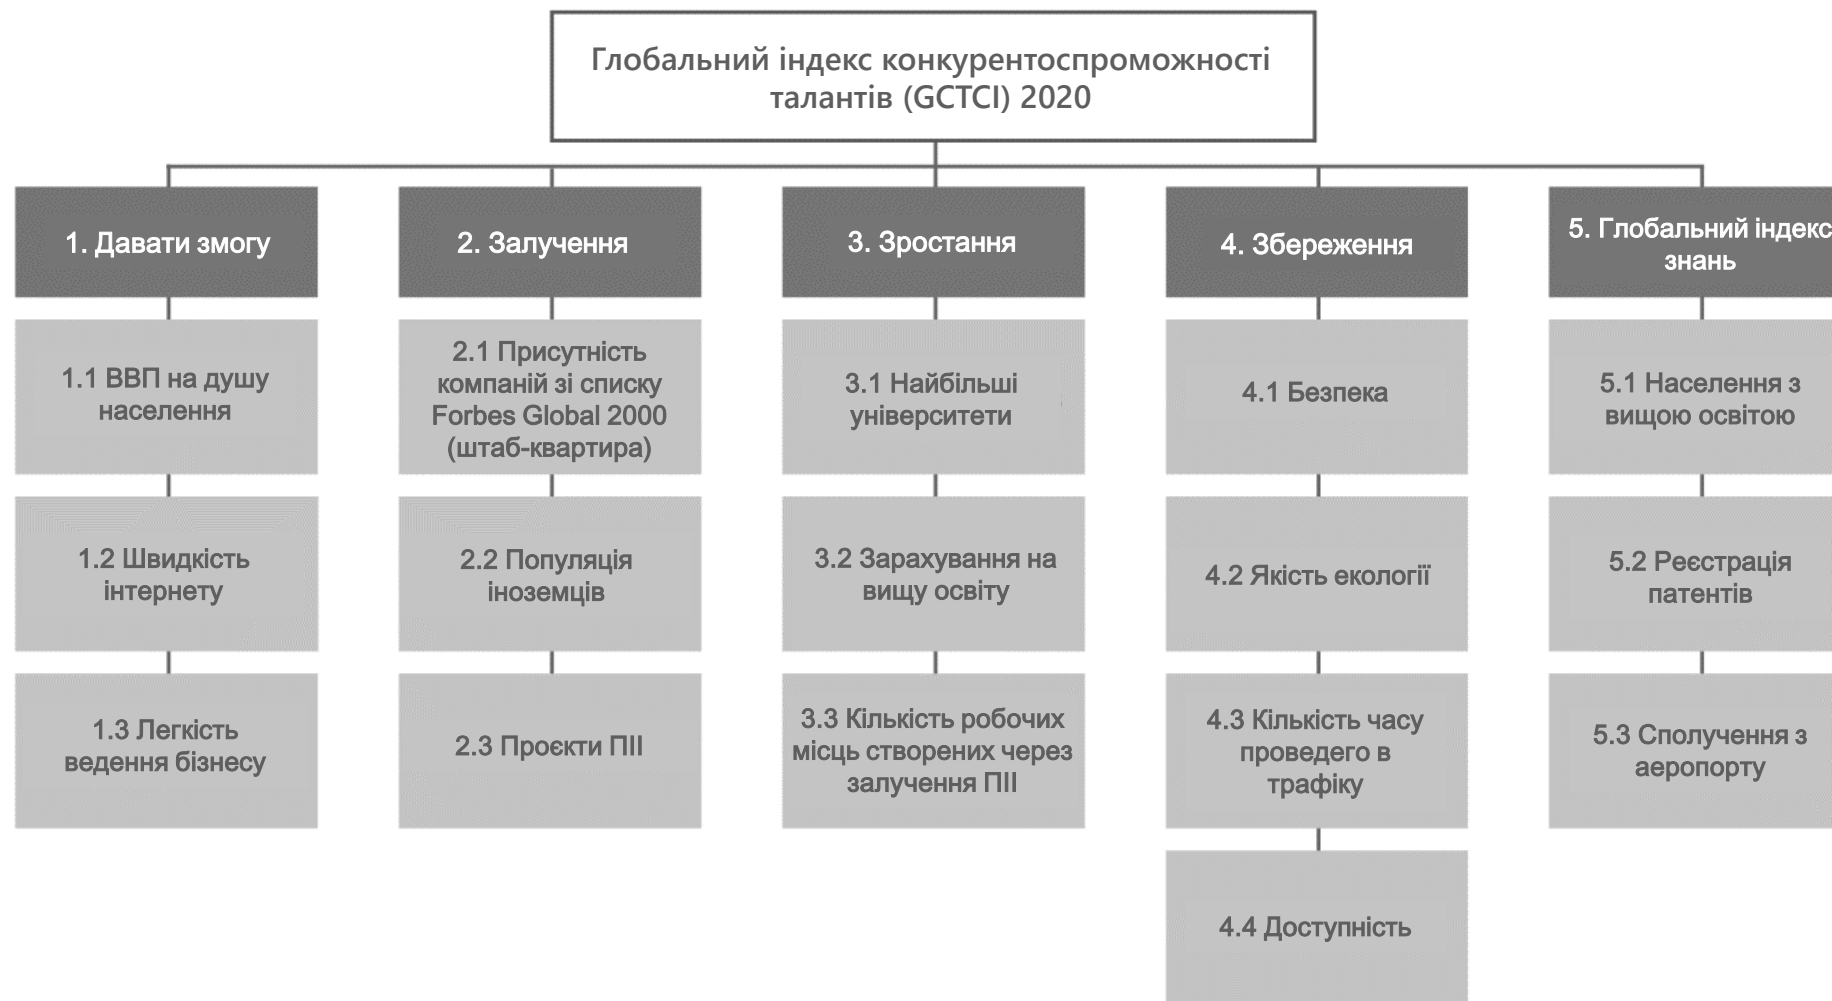 Глобальний індекс конкурентоспроможності
талантів (GCTCI) 2020
1. Давати змогу
2. Залучення
3. Зростання
4. Збереження
5. Глобальний індекс
знань
1.1 ВВП на душу
населення
1.2 Швидкість
інтернету
1.3 Легкість
ведення бізнесу
2.1 Присутність
компаній зі списку
Forbes Global 2000
(штаб-квартира)
2.2 Популяція
іноземців
2.3 Проєкти ПІІ
3.1 Найбільші
університети
3.2 Зарахування на
вищу освіту
3.3 Кількість робочих
місць створених через
залучення ПІІ
4.1 Безпека
4.2 Якість екології
4.3 Кількість часу
проведего в
трафіку
4.4 Доступність
5.1 Населення з
вищою освітою
5.2 Реєстрація
патентів
5.3 Сполучення з
аеропорту